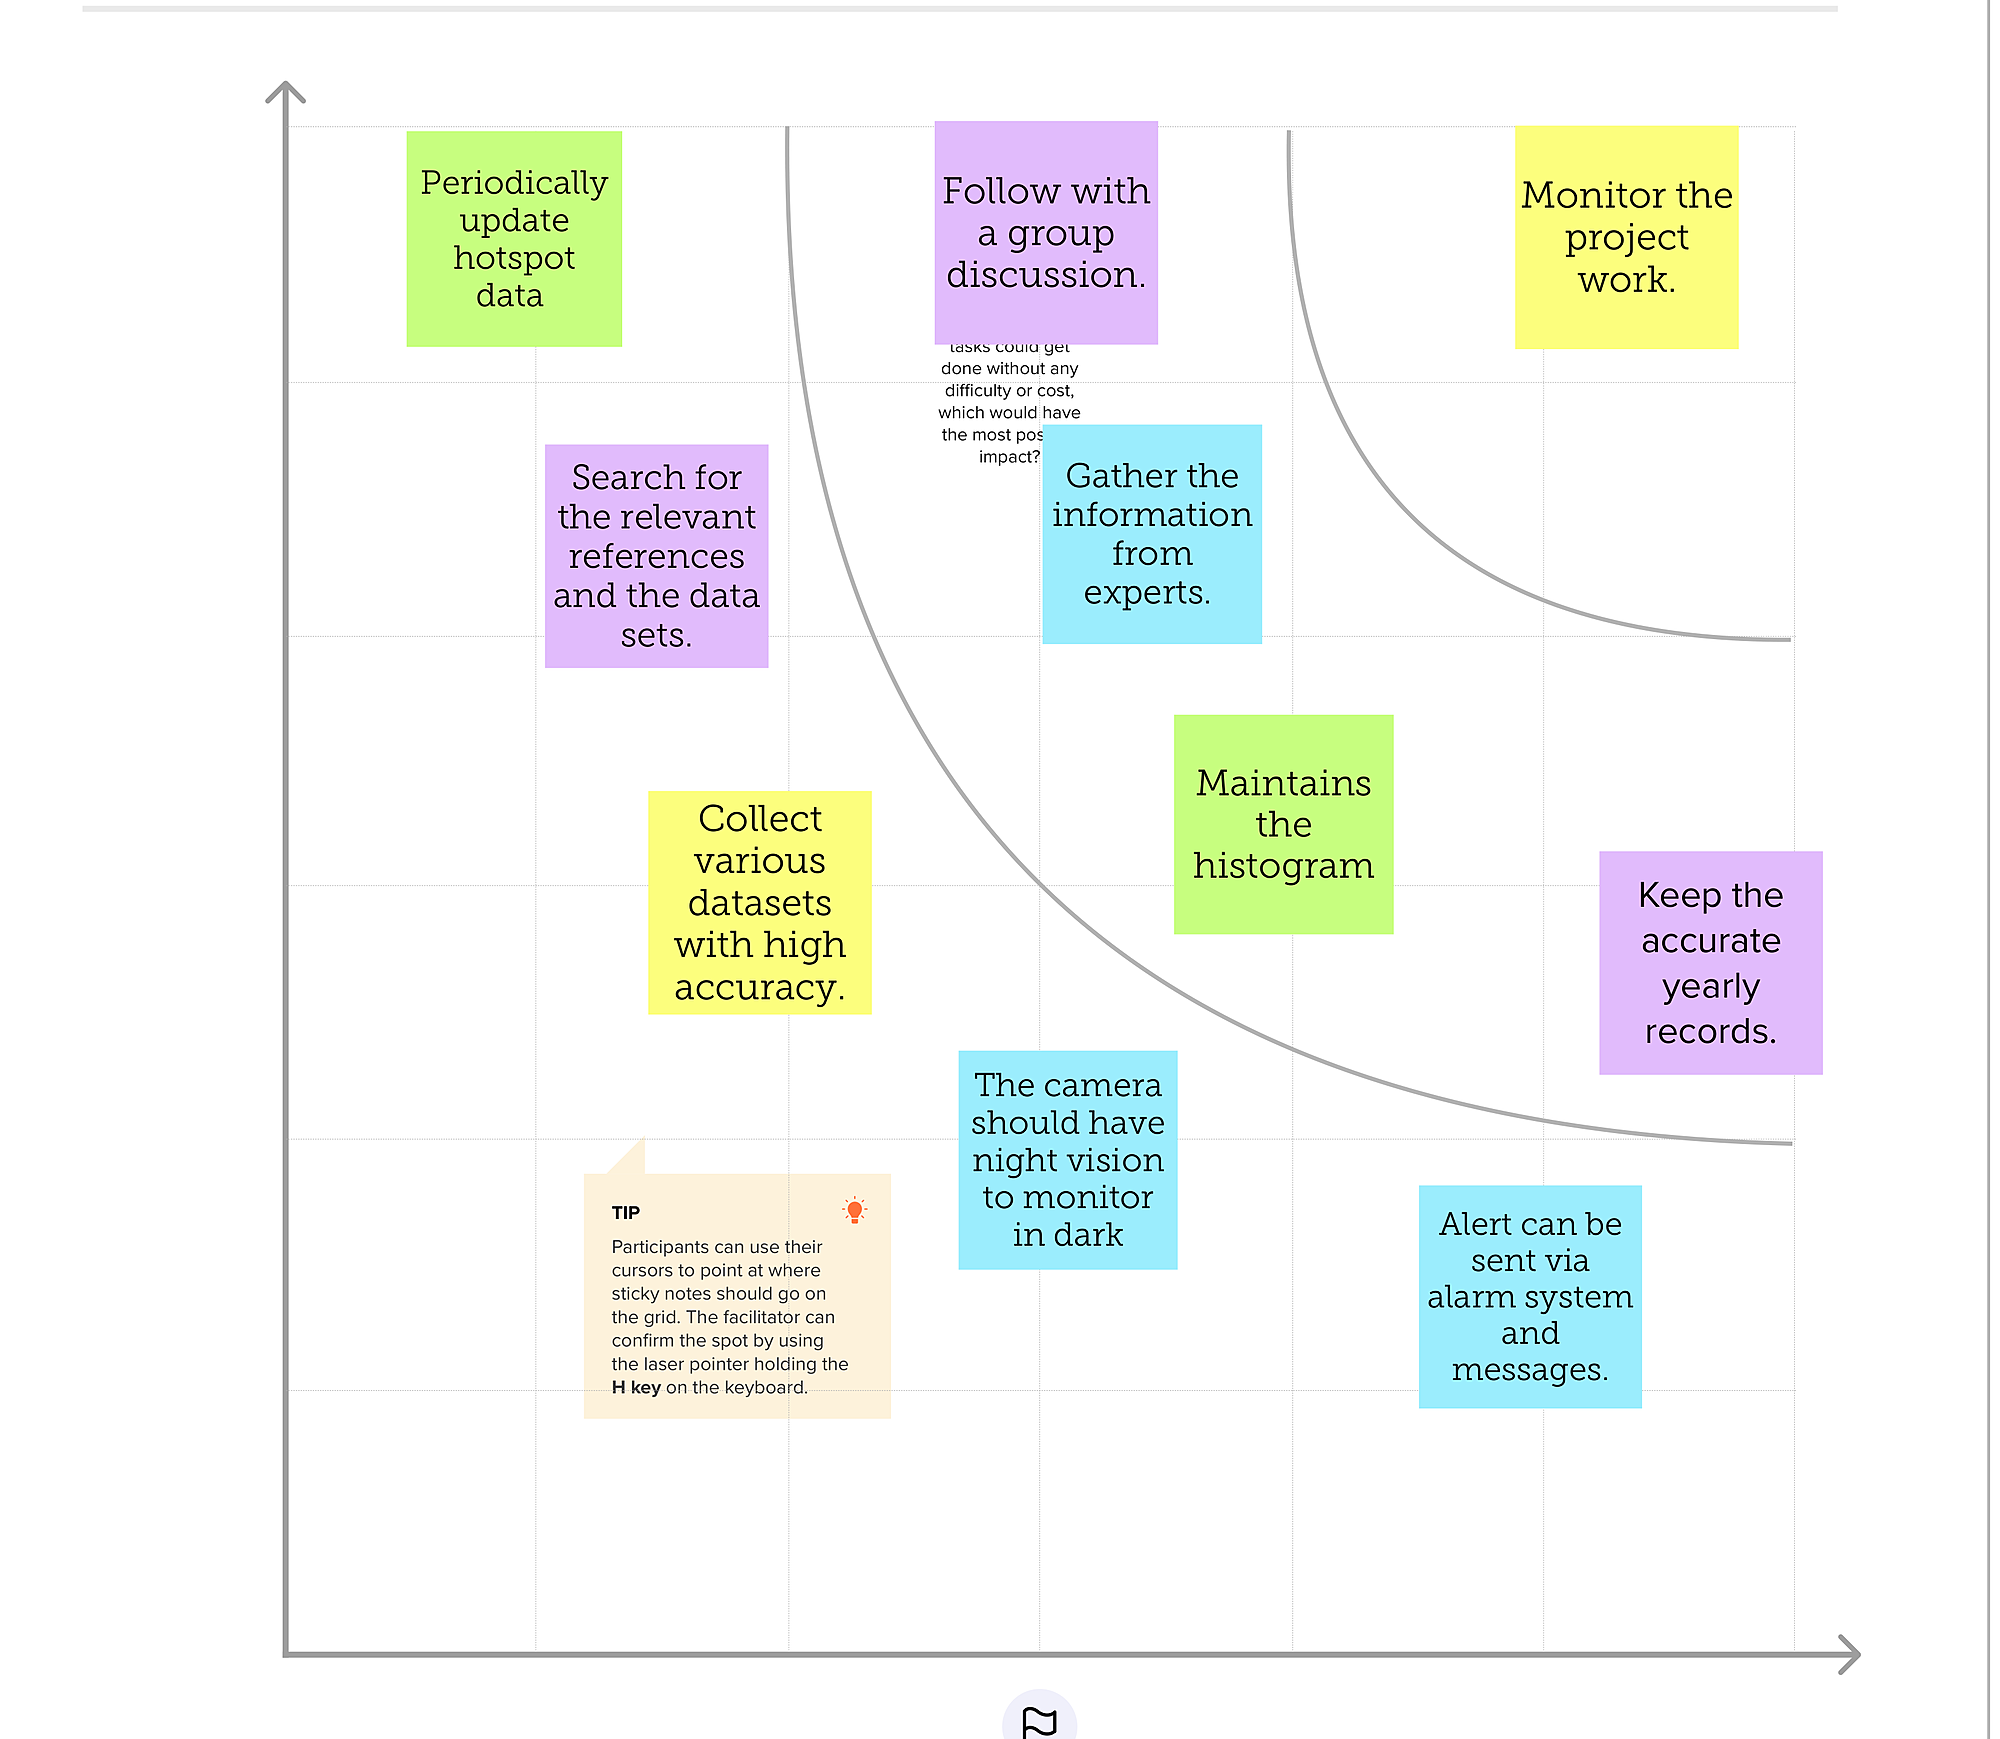 Periodically
update
hotspot
data
Follow with
a group
discussion.
Monitor the
project
work.
tasks could get
done without any
difficulty or cost,
which would have
the most
impact?
Search for
the relevant
references
and the data
sets.
Gather the
information
from
experts.
Maintains
the
histogram
Collect
various
datasets
with high
accuracy.
Keep the
accurate
yearly
records.
The camera
should have
night vision
to monitor
in dark
TIP
Participants can use their
cursors to point at where
sticky notes should go on
the grid. The facilitator can
confirm the spot by using
the laser pointer holding the
H key on the keyboard.
Alert can be
sent via
alarm system
and
messages.